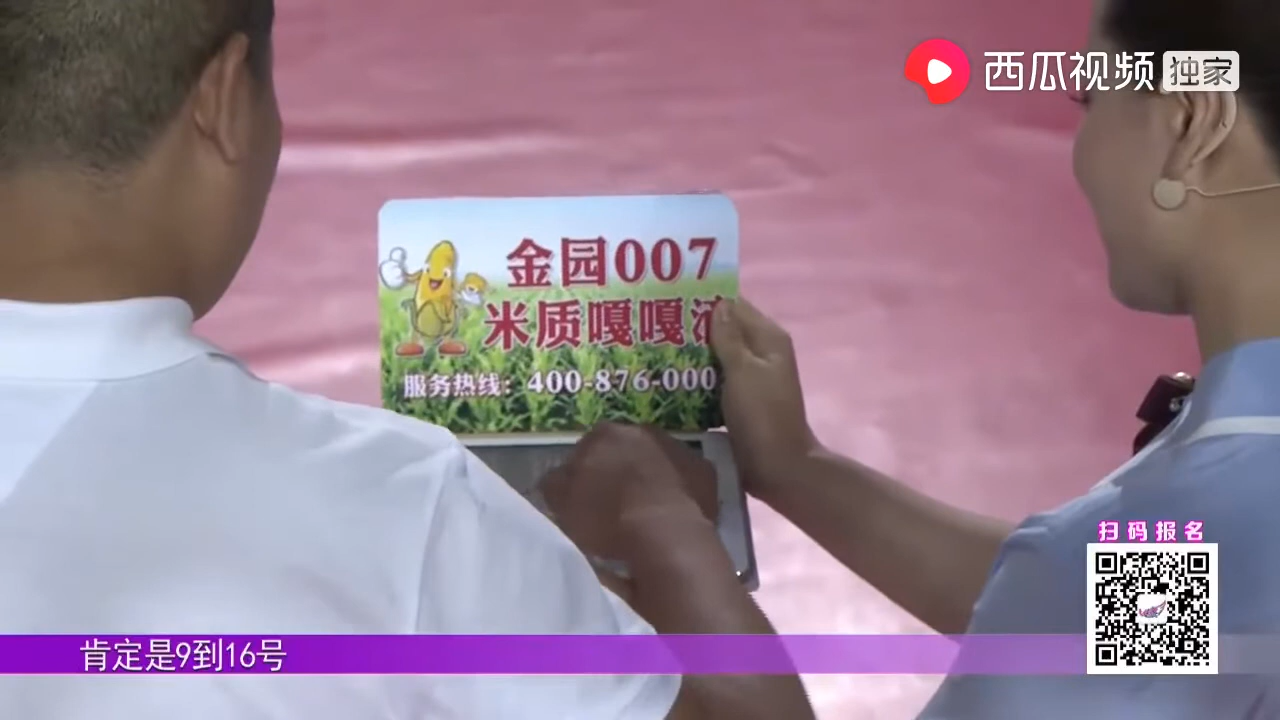 西瓜视频 独家
金园007
米质嘎嘎
服务热线：400-876-000
扫码报名
肯定是9到16号